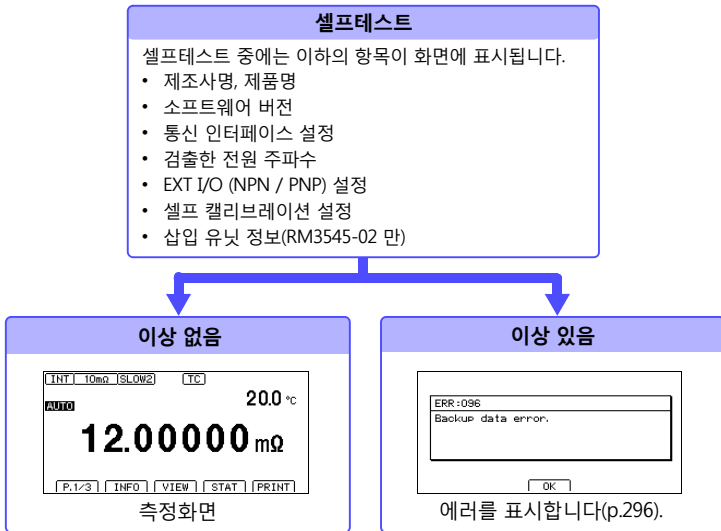 셀프테스트
셀프테스트 중에는 이하의 항목이 화면에 표시됩니다.
• 제조사명, 제품명
• 소프트웨어 버전
• 통신 인터페이스 설정
• 검출한 전원 주파수
• EXT I/O (NPN / PNP) 설정
• 셀프 캘리브레이션 설정
• 삽입 유닛 정보(RM3545-02 만)
이상 없음
INT 10mΩ SLOW2 TC
AUTO 20.0 °C
12.00000 mΩ
P.1/3 INFO VIEW STAT PRINT
측정화면
이상 있음
ERR:096
Backup data error.
OK
에러를 표시합니다(p.296).